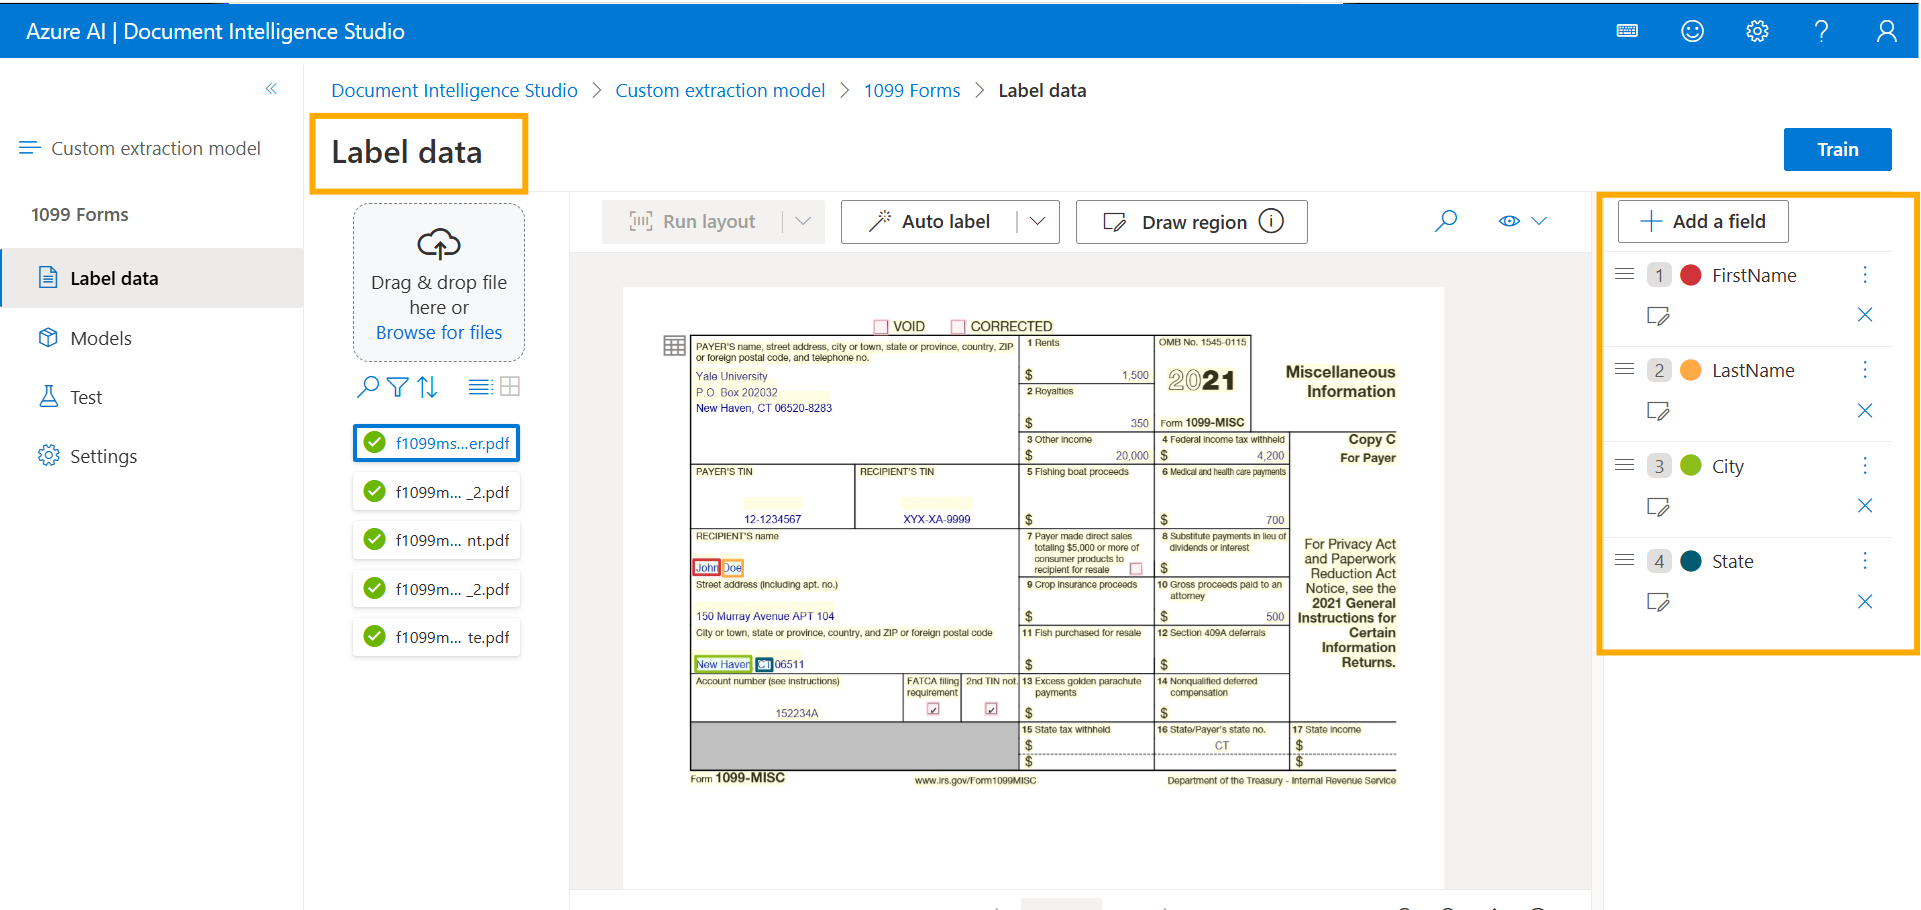 Azure AI | Document Intelligence Studio
Document Intelligence Studio > Custom extraction model > 1099 Forms > Label data
Custom extraction model
Label data
Train
1099 Forms
Label data
Models
Test
Settings
Drag & drop file
here or
Browse for files
f1099ms...er.pdf
f1099m... _2.pdf
f1099m... nt.pdf
f1099m... _2.pdf
f1099m... te.pdf
Run layout
Auto label
Draw region
VOID
CORRECTED
PAYER'S name, street address, city or town, state or province, country, ZIP
or foreign postal code, and telephone no.
Yale University
P.O. Box 202032
New Haven, CT 06520-8283
1 Rents
$ 1,500
2 Royalties
$ 350
OMB No. 1545-0115
2021
Form 1099-MISC
Miscellaneous
Information
3 Other income
$ 20,000
4 Federal income tax withheld
$ 4,200
Copy C
For Payer
PAYER'S TIN
12-1234567
RECIPIENT'S TIN
XYX-XA-9999
5 Fishing boat proceeds
$
6 Medical and health care payments
$ 700
RECIPIENT'S name
John Doe
Street address (including apt. no.)
150 Murray Avenue APT 104
City or town, state or province, country, and ZIP or foreign postal code
New Haven, CT 06511
7 Payer made direct sales
totaling $5,000 or more of
consumer products to
recipient for resale
8 Substitute payments in lieu of
dividends or interest
$
9 Crop insurance proceeds
$
10 Gross proceeds paid to an
attorney
$ 500
11 Fish purchased for resale
$
12 Section 409A deferrals
$
For Privacy Act
and Paperwork
Reduction Act
Notice, see the
2021 General
Instructions for
Certain
Information
Returns.
Account number (see instructions)
152234A
FATCA filing
requirement
2nd TIN not.
13 Excess golden parachute
payments
$
14 Nonqualified deferred
compensation
$
15 State tax withheld
$
$
16 State/Payer's state no.
CT
17 State income
$
$
Form 1099-MISC
www.irs.gov/Form1099MISC
Department of the Treasury - Internal Revenue Service
Add a field
1 FirstName
2 LastName
3 City
4 State